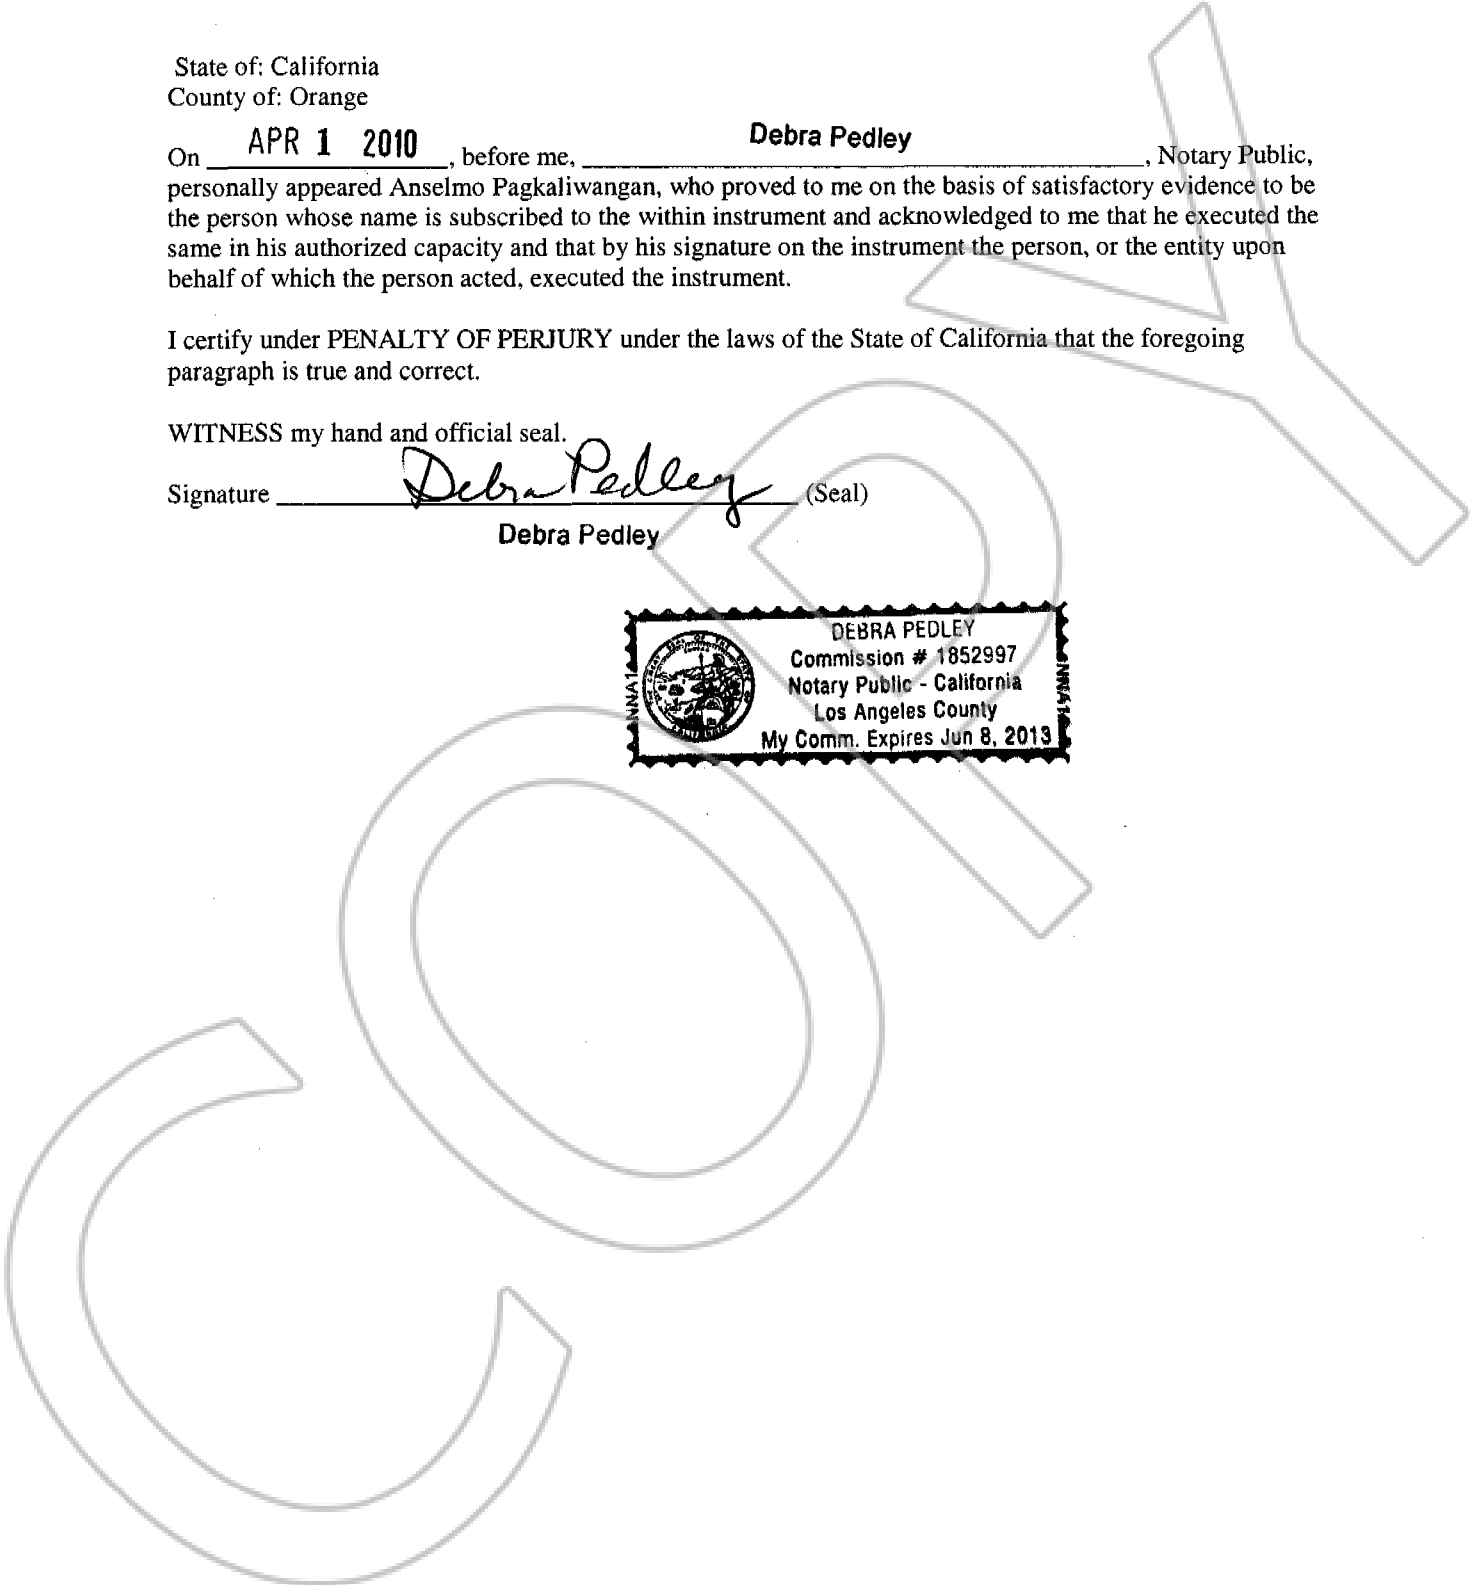 State of: California
County of: Orange
On APR 1 2010, before me, Debra Pedley, Notary Public,
personally appeared Anselmo Pagkaliwangan, who proved to me on the basis of satisfactory evidence to be
the person whose name is subscribed to the within instrument and acknowledged to me that he executed the
same in his authorized capacity and that by his signature on the instrument the person, or the entity upon
behalf of which the person acted, executed the instrument.
I certify under PENALTY OF PERJURY under the laws of the State of California that the foregoing
paragraph is true and correct.
WITNESS my hand and official seal.
Signature Debra Pedley (Seal)
Debra Pedley
DEBRA PEDLEY
Commission # 1852997
Notary Public - California
Los Angeles County
My Comm. Expires Jun 8, 2013
NNA1
NNA1
COPY